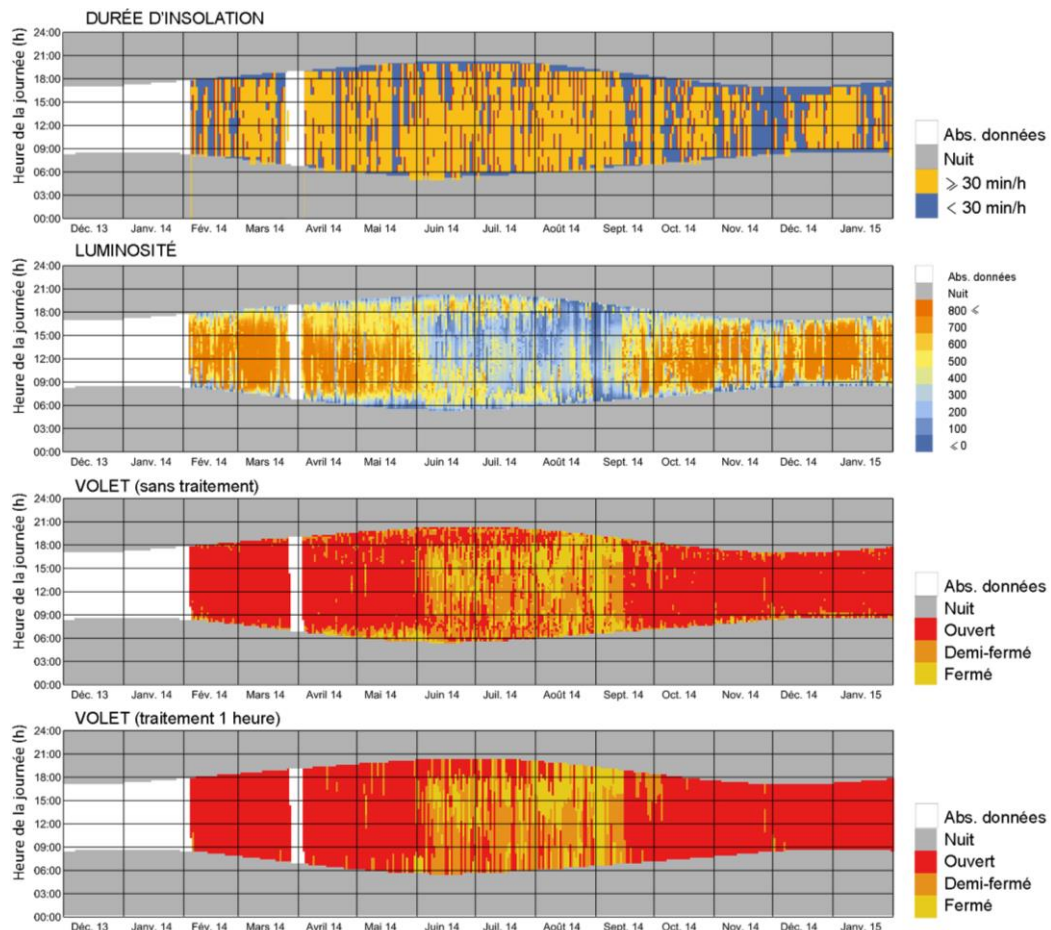 DURÉE D'INSOLATION
Heure de la journée (h)
24:00
21:00
18:00
15:00
12:00
09:00
06:00
03:00
00:00
Déc. 13 Janv. 14 Fév. 14 Mars 14 Avril 14 Mai 14 Juin 14 Juil. 14 Août 14 Sept. 14 Oct. 14 Nov. 14 Déc. 14 Janv. 15
Abs. données
Nuit
⩾ 30 min/h
< 30 min/h
LUMINOSITÉ
Heure de la journée (h)
24:00
21:00
18:00
15:00
12:00
09:00
06:00
03:00
00:00
Déc. 13 Janv. 14 Fév. 14 Mars 14 Avril 14 Mai 14 Juin 14 Juil. 14 Août 14 Sept. 14 Oct. 14 Nov. 14 Déc. 14 Janv. 15
Abs. données
Nuit
800 ⩽
700
600
500
400
300
200
100
⩽ 0
VOLET (sans traitement)
Heure de la journée (h)
24:00
21:00
18:00
15:00
12:00
09:00
06:00
03:00
00:00
Déc. 13 Janv. 14 Fév. 14 Mars 14 Avril 14 Mai 14 Juin 14 Juil. 14 Août 14 Sept. 14 Oct. 14 Nov. 14 Déc. 14 Janv. 15
Abs. données
Nuit
Ouvert
Demi-fermé
Fermé
VOLET (traitement 1 heure)
Heure de la journée (h)
24:00
21:00
18:00
15:00
12:00
09:00
06:00
03:00
00:00
Déc. 13 Janv. 14 Fév. 14 Mars 14 Avril 14 Mai 14 Juin 14 Juil. 14 Août 14 Sept. 14 Oct. 14 Nov. 14 Déc. 14 Janv. 15
Abs. données
Nuit
Ouvert
Demi-fermé
Fermé